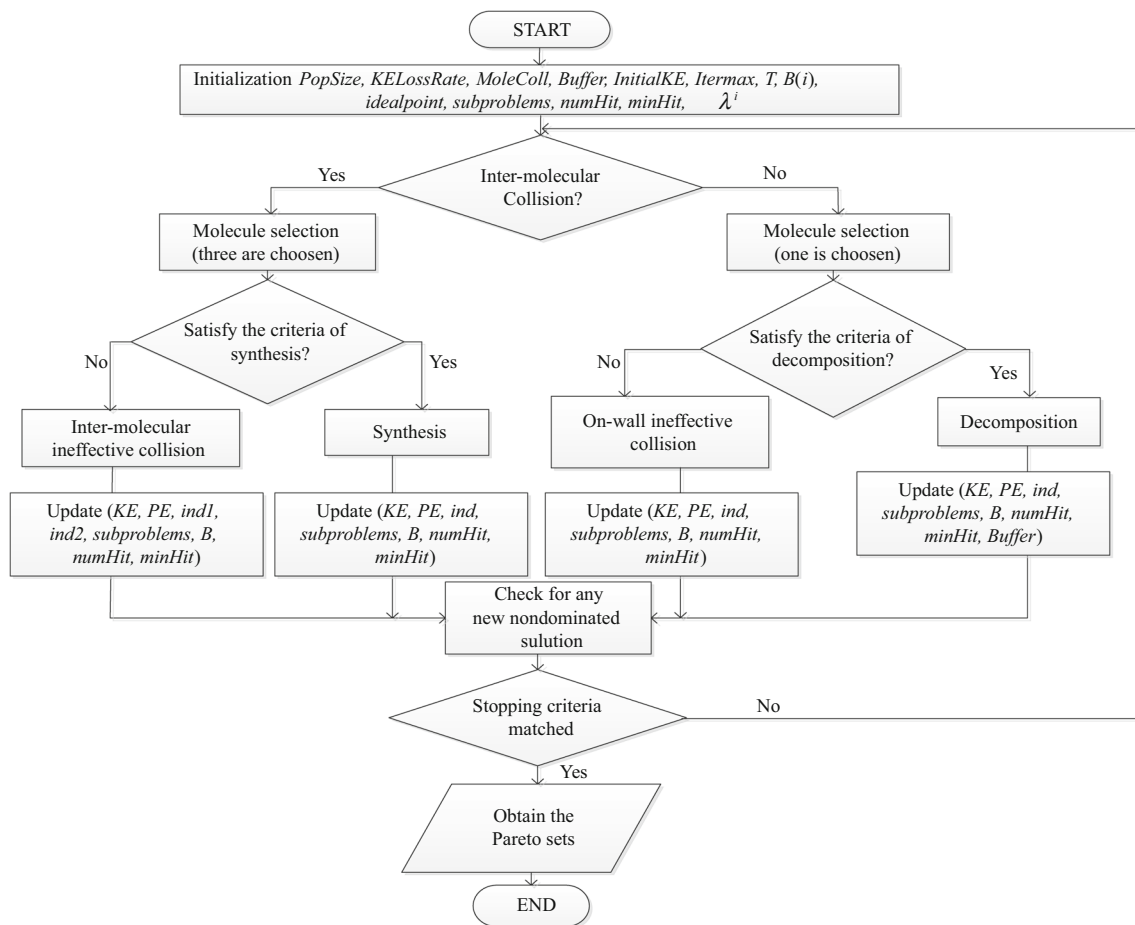 START
Initialization PopSize, KELossRate, MoleColl, Buffer, InitialKE, Itermax, T, B(i),
idealpoint, subproblems, numHit, minHit, λ^i
Inter-molecular
Collision?
Yes
No
Molecule selection
(three are choosen)
Molecule selection
(one is choosen)
Satisfy the criteria of
synthesis?
No
Yes
Satisfy the criteria of
decomposition?
No
Yes
Inter-molecular
ineffective collision
Synthesis
On-wall ineffective
collision
Decomposition
Update (KE, PE, ind1,
ind2, subproblems, B,
numHit, minHit)
Update (KE, PE, ind,
subproblems, B, numHit,
minHit)
Update (KE, PE, ind,
subproblems, B, numHit,
minHit)
Update (KE, PE, ind,
subproblems, B, numHit,
minHit, Buffer)
Check for any
new nondominated
sulution
Stopping criteria
matched
No
Yes
Obtain the
Pareto sets
END